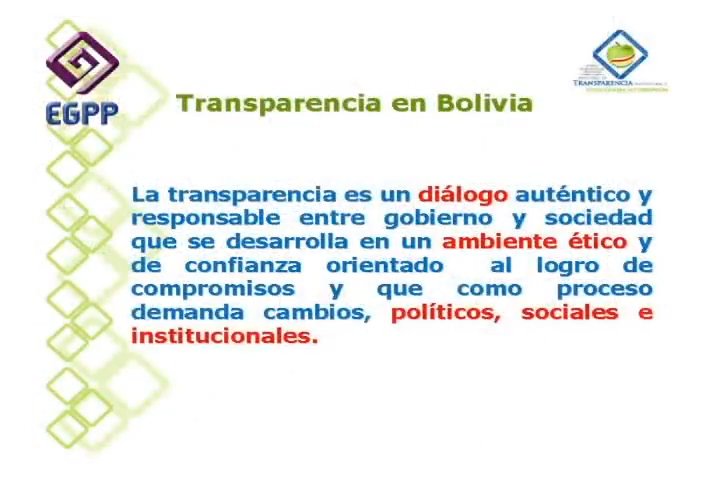 EGPP
TRANSPARENCIA
Transparencia en Bolivia
La transparencia es un diálogo auténtico y
responsable entre gobierno y sociedad
que se desarrolla en un ambiente ético y
de confianza orientado al logro de
compromisos y que como proceso
demanda cambios, políticos, sociales e
institucionales.